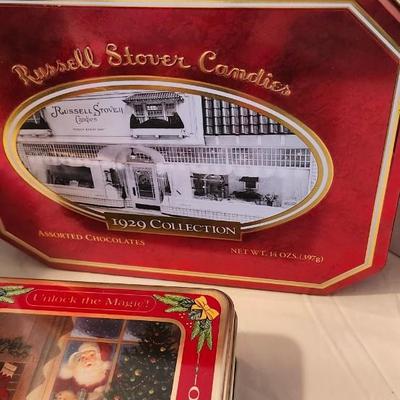 Russell Stover Candies
RUSSELL STOVER
Candies
1929 COLLECTION
ASSORTED CHOCOLATES
NET WT. 14 OZS. (397g)
Unlock the Magic!